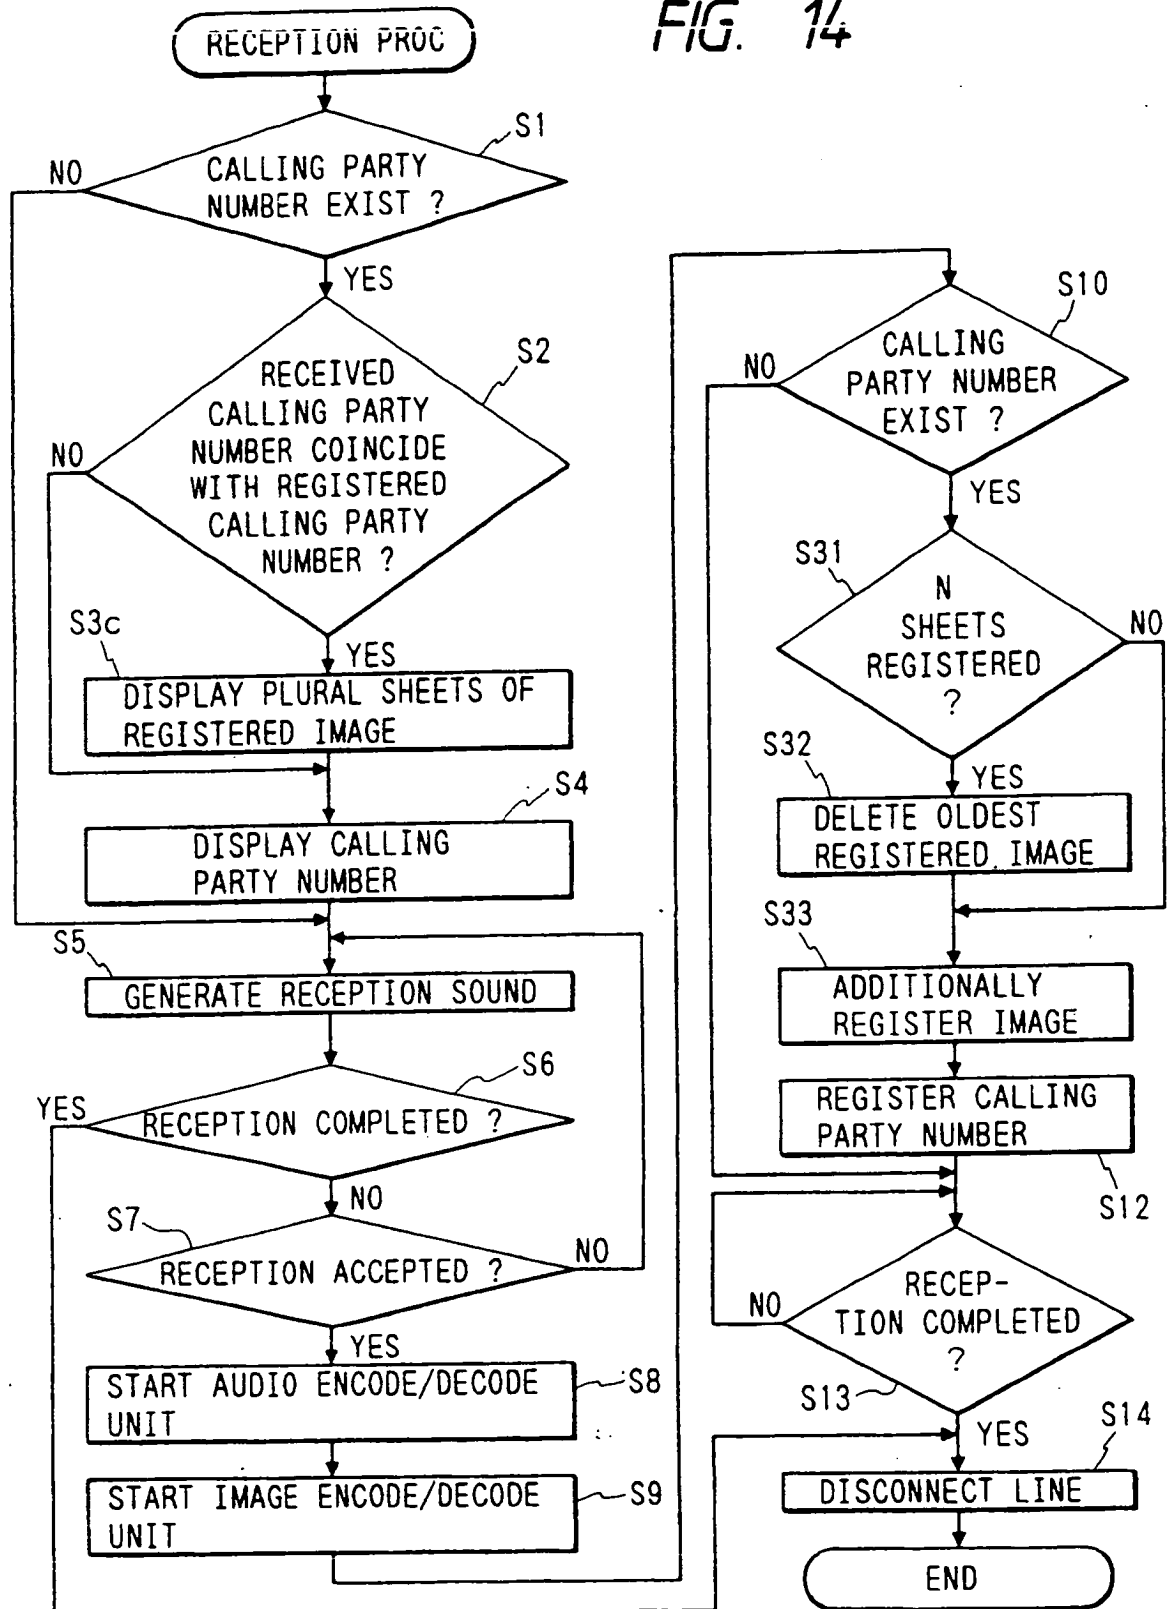 FIG. 14
RECEPTION PROC
S1
NO
CALLING PARTY
NUMBER EXIST ?
YES
S2
NO
RECEIVED
CALLING PARTY
NUMBER COINCIDE
WITH REGISTERED
CALLING PARTY
NUMBER ?
S3c
YES
DISPLAY PLURAL SHEETS OF
REGISTERED IMAGE
S4
DISPLAY CALLING
PARTY NUMBER
S5
GENERATE RECEPTION SOUND
S6
YES
RECEPTION COMPLETED ?
NO
S7
NO
RECEPTION ACCEPTED ?
YES
START AUDIO ENCODE/DECODE
UNIT
S8
START IMAGE ENCODE/DECODE
UNIT
S9
S10
NO
CALLING
PARTY NUMBER
EXIST ?
YES
S31
N
SHEETS
REGISTERED
?
NO
S32
YES
DELETE OLDEST
REGISTERED IMAGE
S33
ADDITIONALLY
REGISTER IMAGE
REGISTER CALLING
PARTY NUMBER
S12
NO
RECEP-
TION COMPLETED
?
S13
YES
S14
DISCONNECT LINE
END